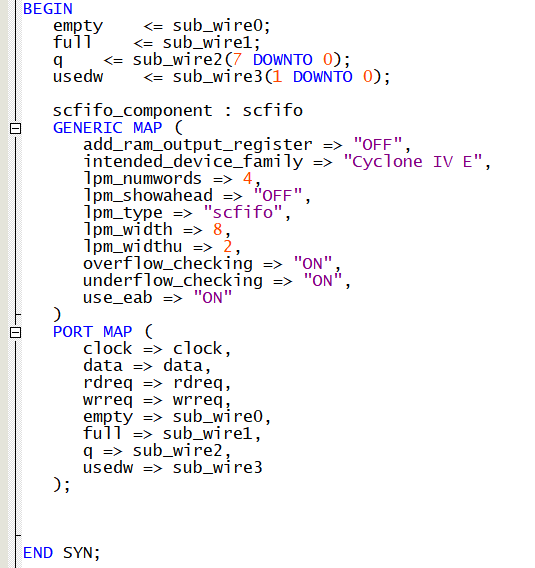 BEGIN
empty <= sub_wire0;
full <= sub_wire1;
q <= sub_wire2(7 DOWNTO 0);
usedw <= sub_wire3(1 DOWNTO 0);
scfifo_component : scfifo
GENERIC MAP (
add_ram_output_register => "OFF",
intended_device_family => "Cyclone IV E",
lpm_numwords => 4,
lpm_showahead => "OFF",
lpm_type => "scfifo",
lpm_width => 8,
lpm_widthu => 2,
overflow_checking => "ON",
underflow_checking => "ON",
use_eab => "ON"
)
PORT MAP (
clock => clock,
data => data,
rdreq => rdreq,
wrreq => wrreq,
empty => sub_wire0,
full => sub_wire1,
q => sub_wire2,
usedw => sub_wire3
);
END SYN;